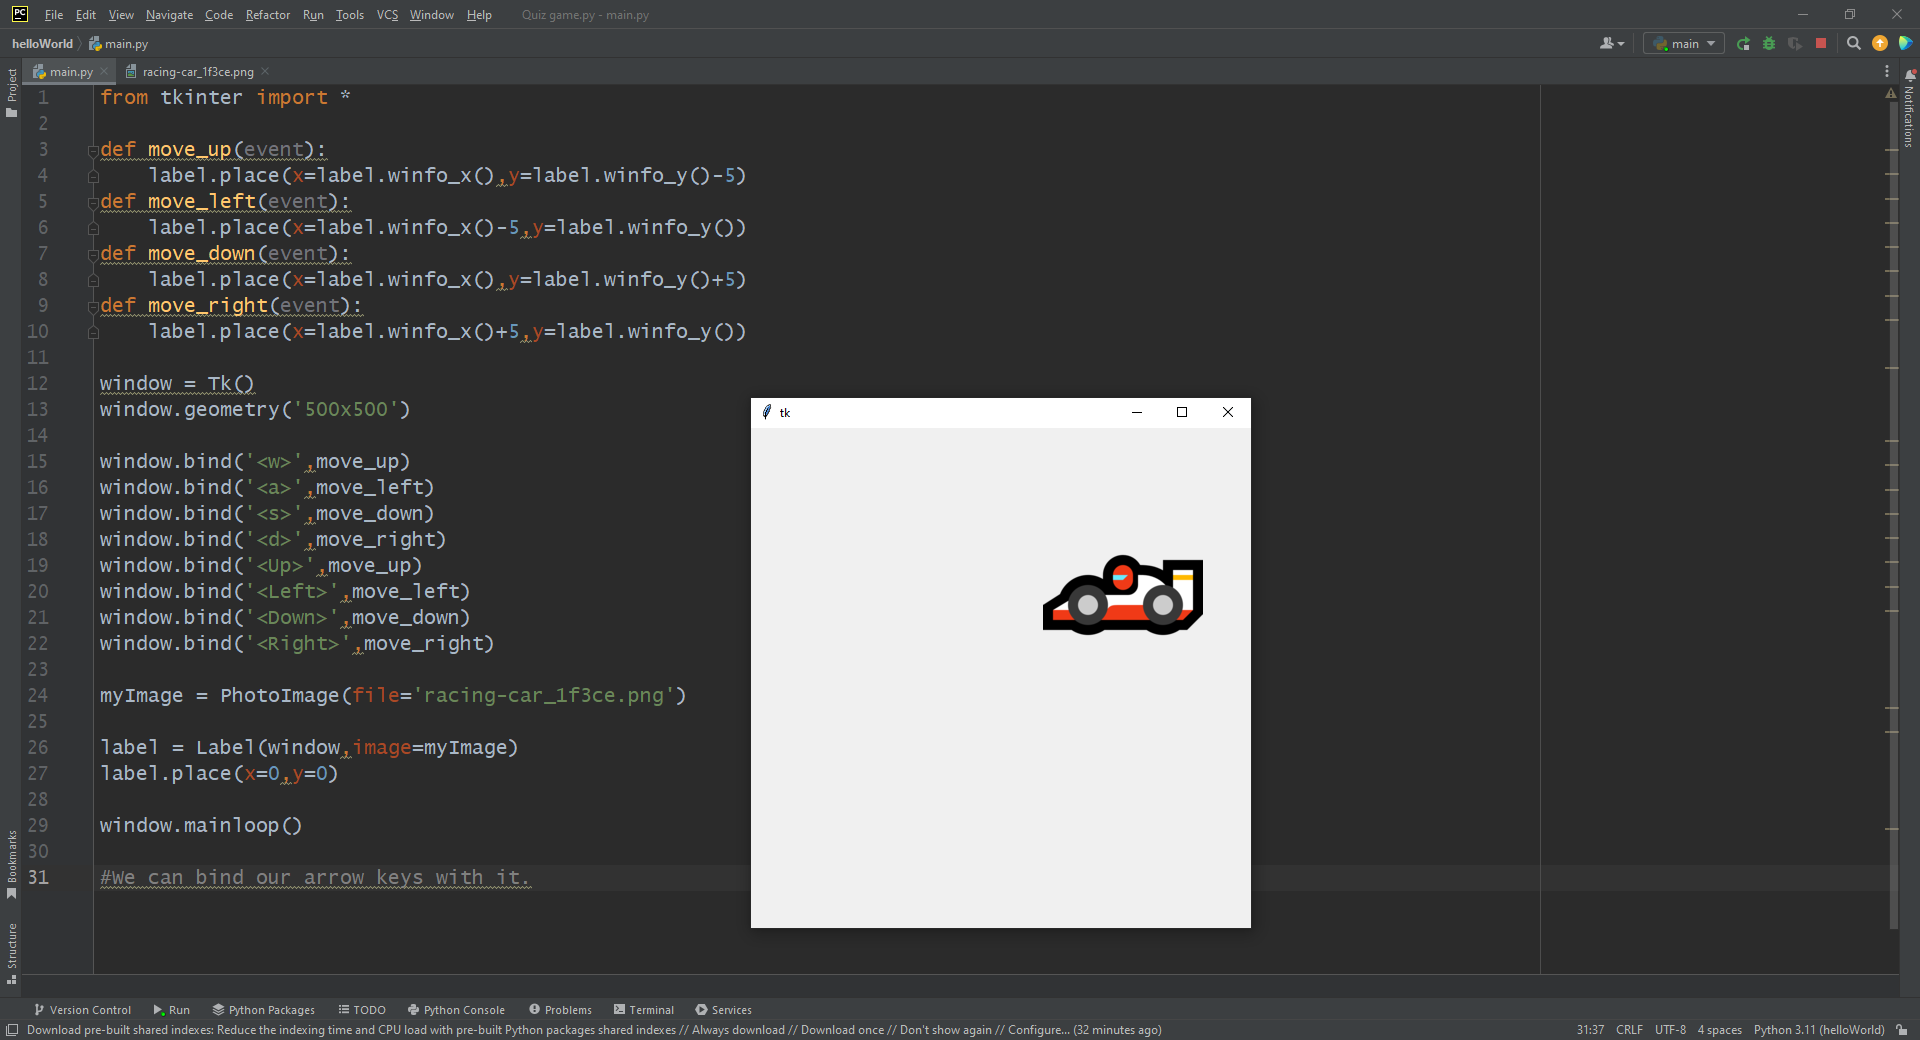 PC File Edit View Navigate Code Refactor Run Tools VCS Window Help Quiz game.py - main.py
helloWorld main.py main
main.py racing-car_1f3ce.png
Project
Notifications
1 from tkinter import *
2
3 def move_up(event):
4 label.place(x=label.winfo_x(),y=label.winfo_y()-5)
5 def move_left(event):
6 label.place(x=label.winfo_x()-5,y=label.winfo_y())
7 def move_down(event):
8 label.place(x=label.winfo_x(),y=label.winfo_y()+5)
9 def move_right(event):
10 label.place(x=label.winfo_x()+5,y=label.winfo_y())
11
12 window = Tk()
13 window.geometry('500x500')
14
15 window.bind('<w>',move_up)
16 window.bind('<a>',move_left)
17 window.bind('<s>',move_down)
18 window.bind('<d>',move_right)
19 window.bind('<Up>',move_up)
20 window.bind('<Left>',move_left)
21 window.bind('<Down>',move_down)
22 window.bind('<Right>',move_right)
23
24 myImage = PhotoImage(file='racing-car_1f3ce.png')
25
26 label = Label(window,image=myImage)
27 label.place(x=0,y=0)
28
29 window.mainloop()
30
31 #We can bind our arrow keys with it.
tk
Bookmarks
Structure
Version Control Run Python Packages TODO Python Console Problems Terminal Services
Download pre-built shared indexes: Reduce the indexing time and CPU load with pre-built Python packages shared indexes // Always download // Download once // Don't show again // Configure... (32 minutes ago) 31:37 CRLF UTF-8 4 spaces Python 3.11 (helloWorld)